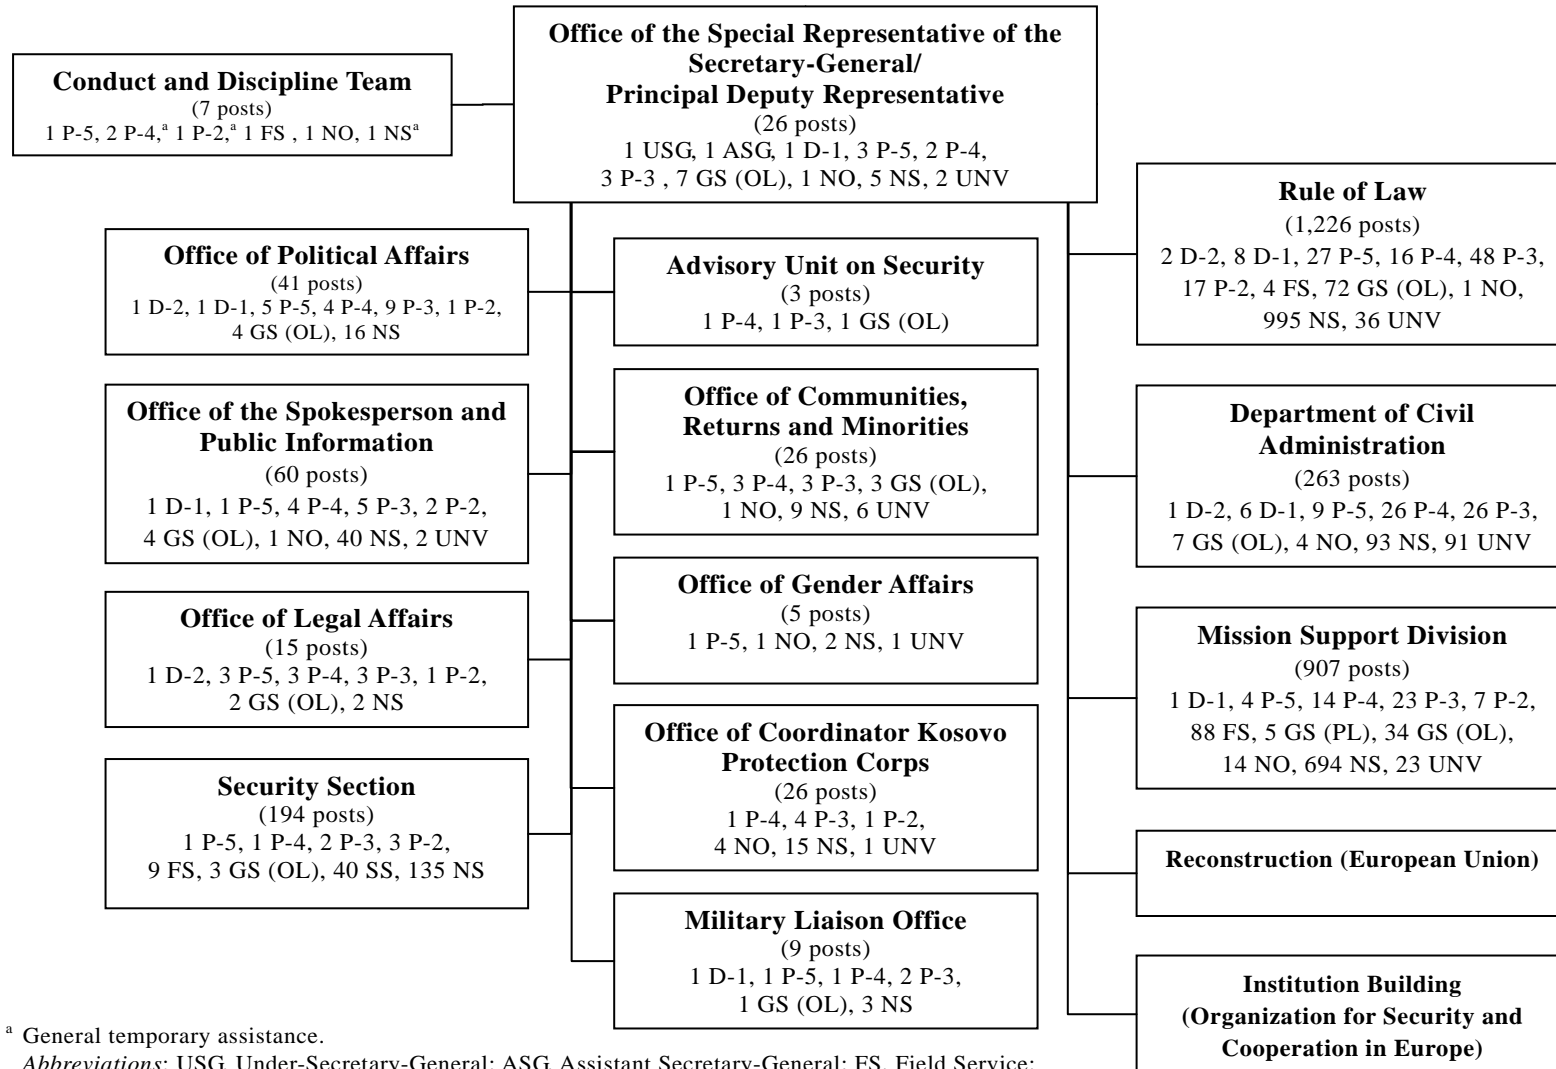 Office of the Special Representative of the
Secretary-General/
Principal Deputy Representative
(26 posts)
1 USG, 1 ASG, 1 D-1, 3 P-5, 2 P-4,
3 P-3 , 7 GS (OL), 1 NO, 5 NS, 2 UNV
Conduct and Discipline Team
(7 posts)
1 P-5, 2 P-4,ª 1 P-2,ª 1 FS , 1 NO, 1 NSª
Office of Political Affairs
(41 posts)
1 D-2, 1 D-1, 5 P-5, 4 P-4, 9 P-3, 1 P-2,
4 GS (OL), 16 NS
Office of the Spokesperson and
Public Information
(60 posts)
1 D-1, 1 P-5, 4 P-4, 5 P-3, 2 P-2,
4 GS (OL), 1 NO, 40 NS, 2 UNV
Office of Legal Affairs
(15 posts)
1 D-2, 3 P-5, 3 P-4, 3 P-3, 1 P-2,
2 GS (OL), 2 NS
Security Section
(194 posts)
1 P-5, 1 P-4, 2 P-3, 3 P-2,
9 FS, 3 GS (OL), 40 SS, 135 NS
Advisory Unit on Security
(3 posts)
1 P-4, 1 P-3, 1 GS (OL)
Office of Communities,
Returns and Minorities
(26 posts)
1 P-5, 3 P-4, 3 P-3, 3 GS (OL),
1 NO, 9 NS, 6 UNV
Office of Gender Affairs
(5 posts)
1 P-5, 1 NO, 2 NS, 1 UNV
Office of Coordinator Kosovo
Protection Corps
(26 posts)
1 P-4, 4 P-3, 1 P-2,
4 NO, 15 NS, 1 UNV
Military Liaison Office
(9 posts)
1 D-1, 1 P-5, 1 P-4, 2 P-3,
1 GS (OL), 3 NS
Rule of Law
(1,226 posts)
2 D-2, 8 D-1, 27 P-5, 16 P-4, 48 P-3,
17 P-2, 4 FS, 72 GS (OL), 1 NO,
995 NS, 36 UNV
Department of Civil
Administration
(263 posts)
1 D-2, 6 D-1, 9 P-5, 26 P-4, 26 P-3,
7 GS (OL), 4 NO, 93 NS, 91 UNV
Mission Support Division
(907 posts)
1 D-1, 4 P-5, 14 P-4, 23 P-3, 7 P-2,
88 FS, 5 GS (PL), 34 GS (OL),
14 NO, 694 NS, 23 UNV
Reconstruction (European Union)
Institution Building
(Organization for Security and
Cooperation in Europe)
ª General temporary assistance.
Abbreviations: USG, Under-Secretary-General; ASG, Assistant Secretary-General; FS, Field Service;